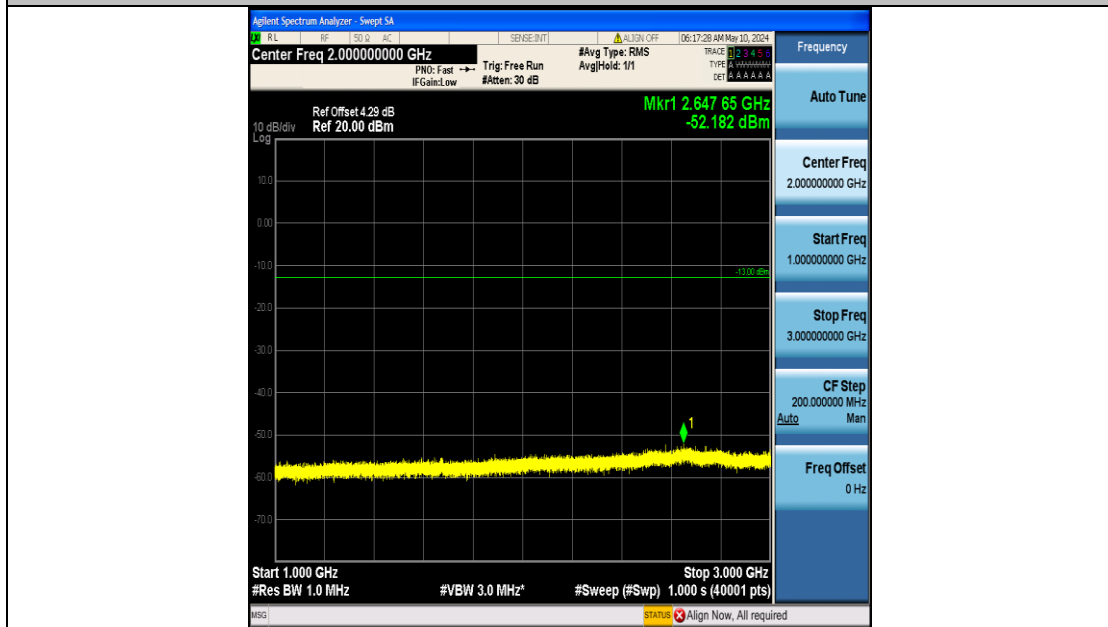 Agilent Spectrum Analyzer - Swept SA
LXI RL RF 50 Ω AC SENSE:INT ALIGN OFF 06:17:28 AM May 10, 2024
Center Freq 2.000000000 GHz
PNO: Fast
IFGain:Low
Trig: Free Run
#Atten: 30 dB
#Avg Type: RMS
Avg|Hold: 1/1
TRACE 1 2 3 4 5 6
TYPE A WWWWW
DET A A A A A A
Mkr1 2.647 65 GHz
-52.182 dBm
Ref Offset 4.29 dB
10 dB/div Ref 20.00 dBm
Log
10.0
0.00
-10.0
-13.00 dBm
-20.0
-30.0
-40.0
1
-50.0
-60.0
-70.0
Start 1.000 GHz Stop 3.000 GHz
#Res BW 1.0 MHz #VBW 3.0 MHz* #Sweep (#Swp) 1.000 s (40001 pts)
MSG STATUS Align Now, All required
Frequency
Auto Tune
Center Freq
2.000000000 GHz
Start Freq
1.000000000 GHz
Stop Freq
3.000000000 GHz
CF Step
200.000000 MHz
Auto Man
Freq Offset
0 Hz